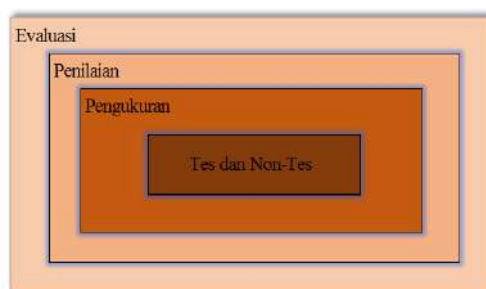 Evaluasi
Penilaian
Pengukuran
Tes dan Non-Tes